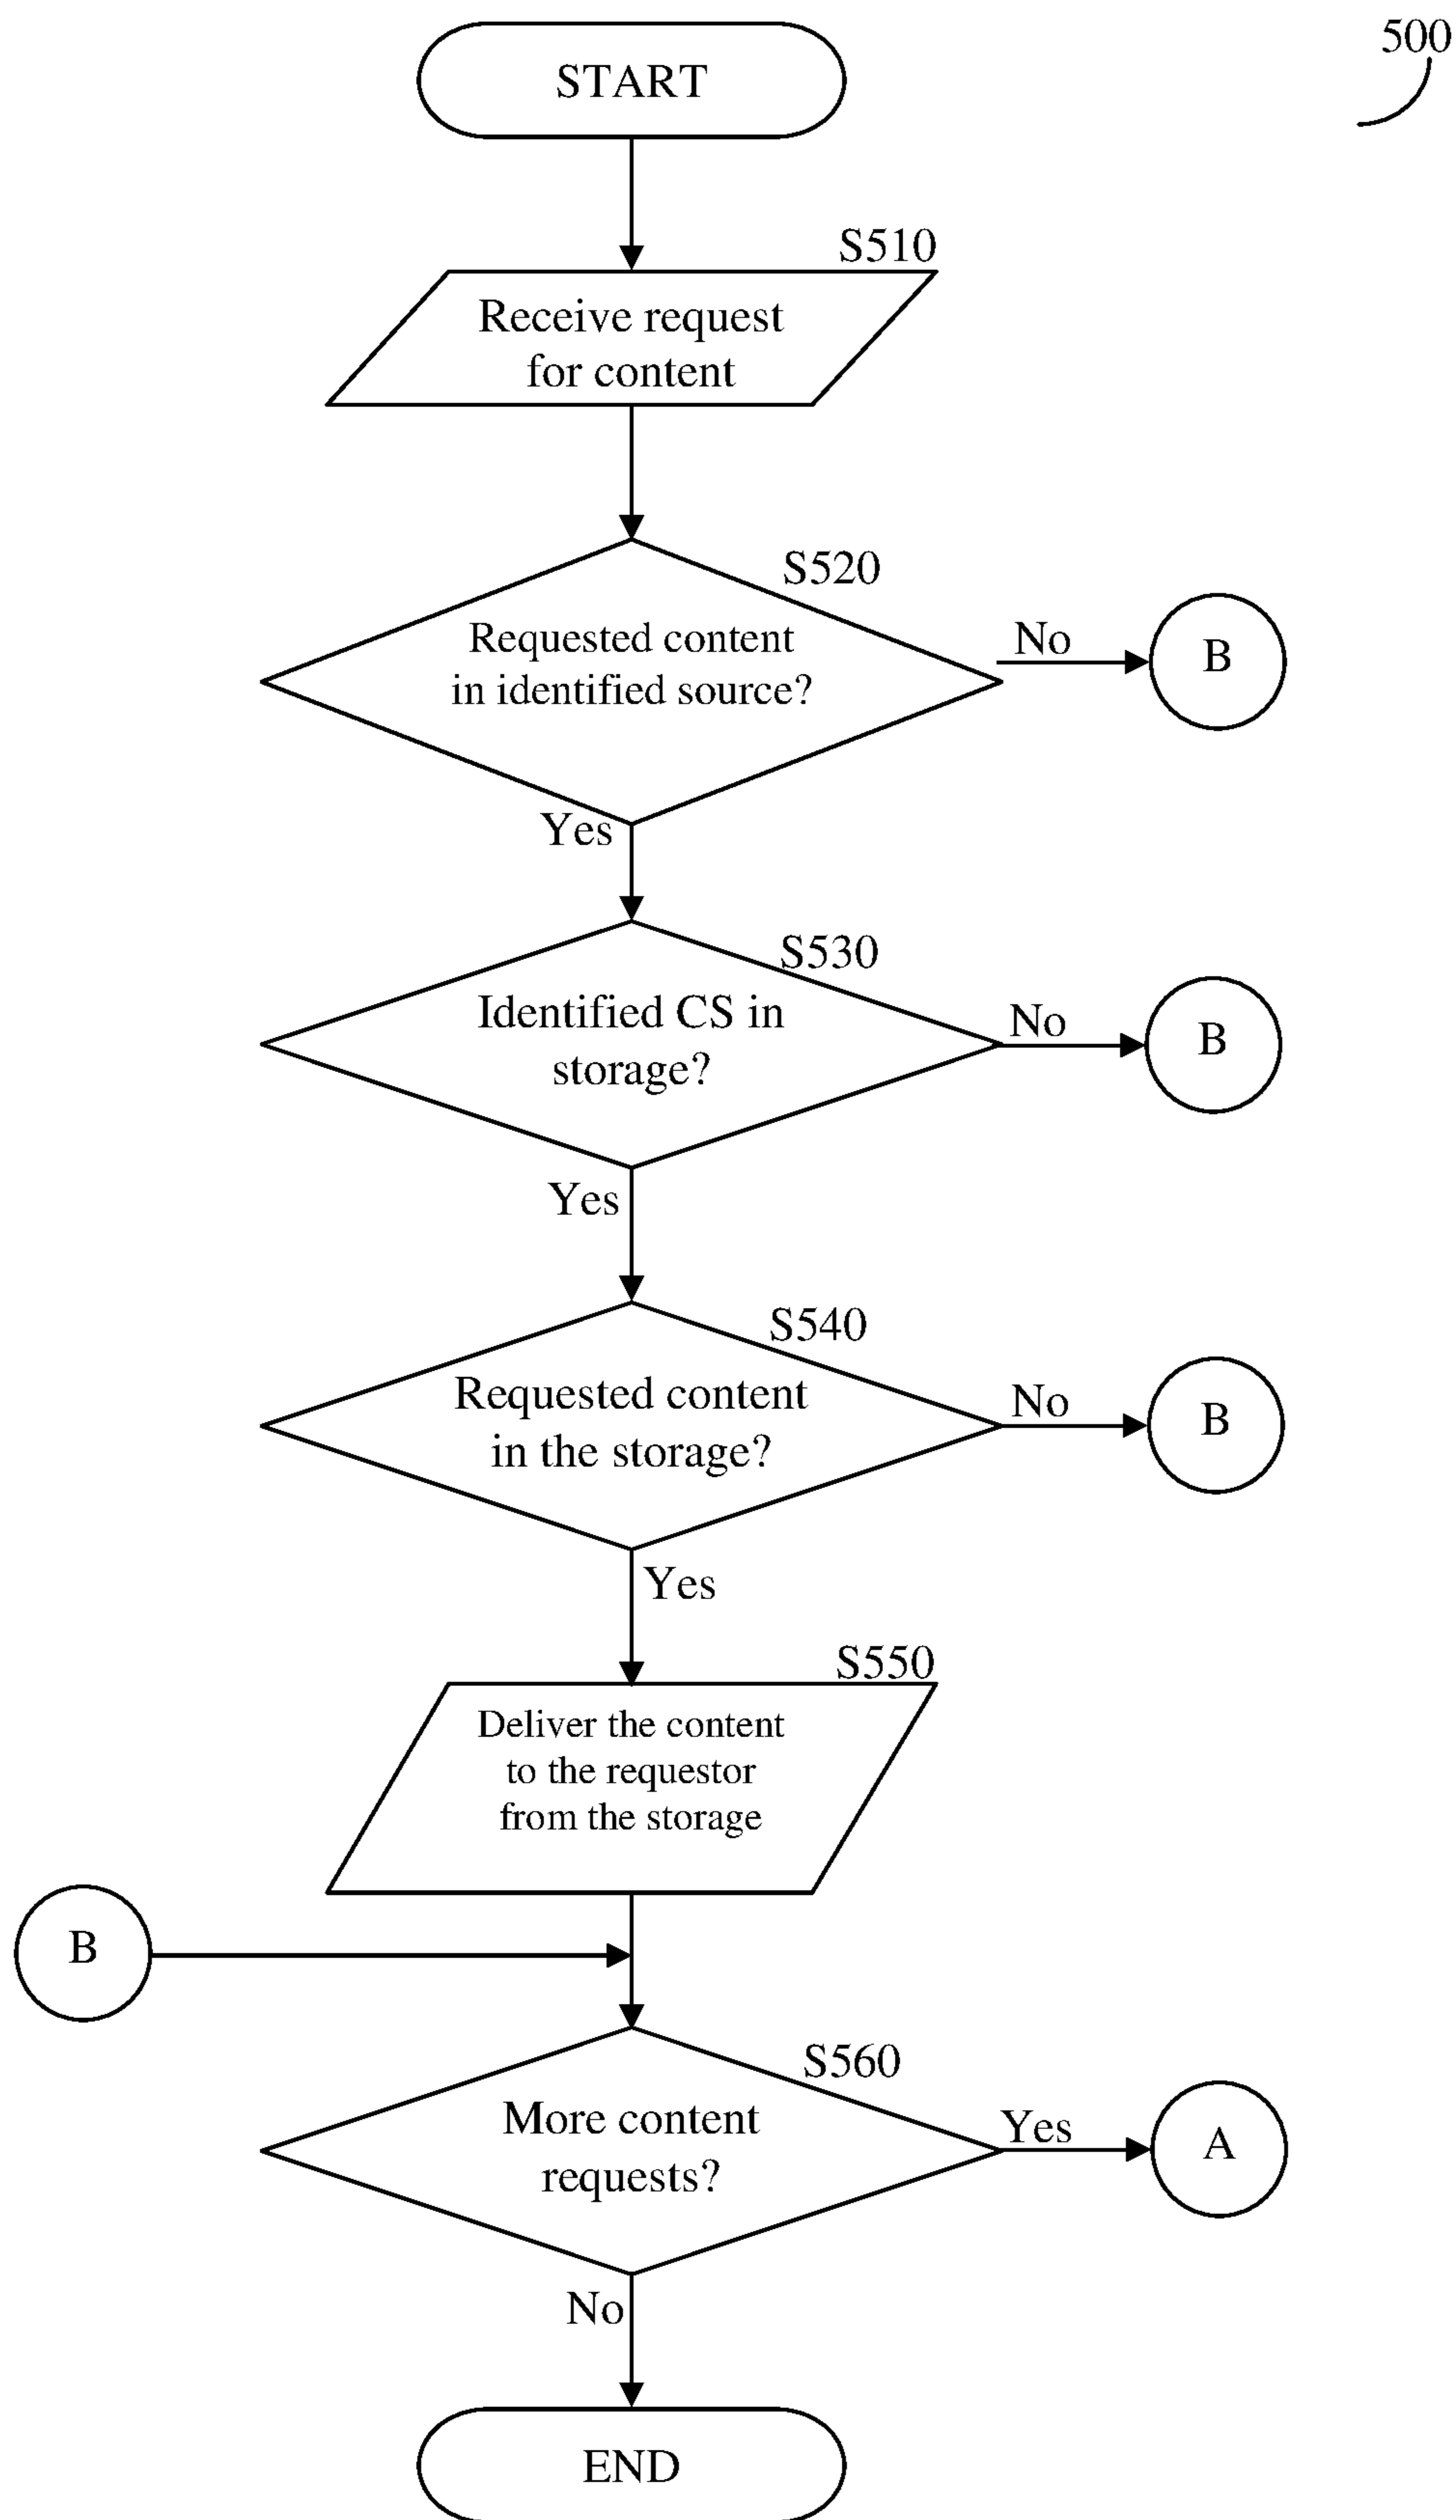 500
START
S510
Receive request
for content
S520
Requested content
in identified source?
No
B
Yes
S530
Identified CS in
storage?
No
B
Yes
S540
Requested content
in the storage?
No
B
Yes
S550
Deliver the content
to the requestor
from the storage
B
S560
More content
requests?
Yes
A
No
END